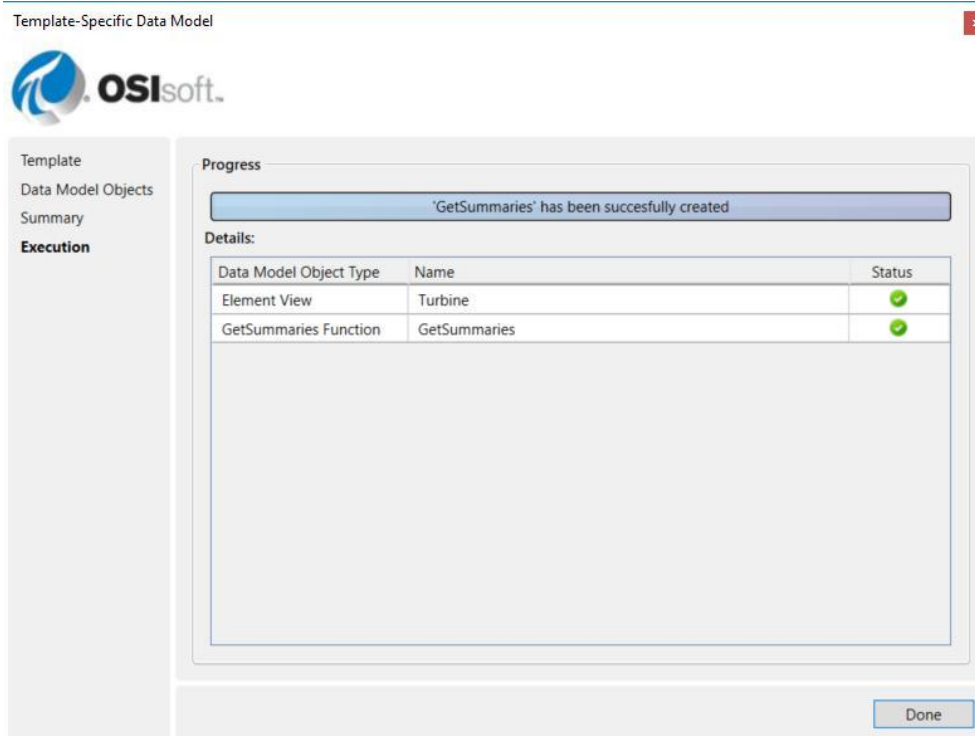 Template-Specific Data Model
OSIsoft™
Template
Data Model Objects
Summary
Execution
Progress
'GetSummaries' has been succesfully created
Details:
Data Model Object Type Name Status
Element View Turbine
GetSummaries Function GetSummaries
Done